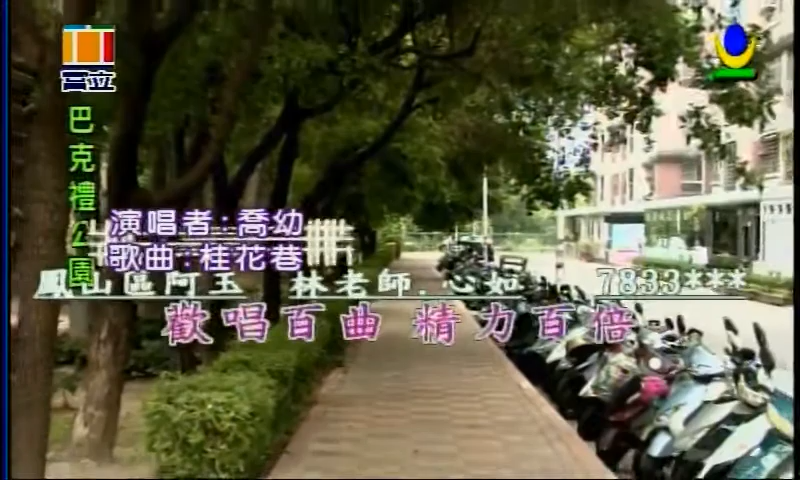 冨立
巴克禮公園
演唱者:喬幼
歌曲:桂花巷
鳳山區阿玉 林老師.心如 7833***
歡唱百曲 精力百倍